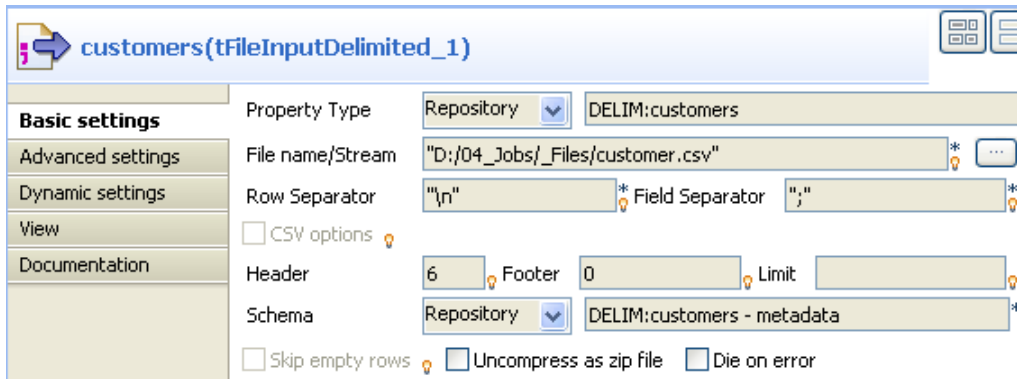 customers(tFileInputDelimited_1)
Basic settings
Advanced settings
Dynamic settings
View
Documentation
Property Type Repository DELIM:customers
File name/Stream "D:/04_Jobs/_Files/customer.csv" * ...
Row Separator "\n" * Field Separator ";" *
CSV options
Header 6 Footer 0 Limit
Schema Repository DELIM:customers - metadata *
Skip empty rows Uncompress as zip file Die on error